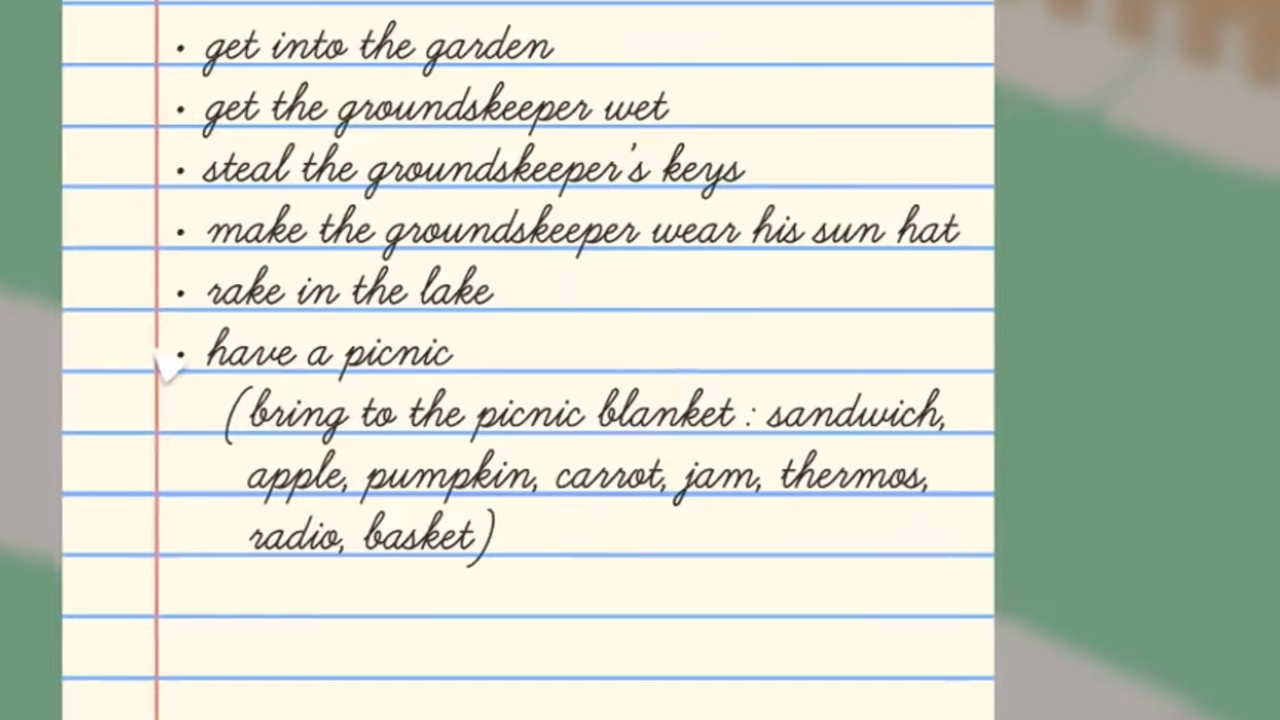 • get into the garden
• get the groundskeeper wet
• steal the groundskeeper's keys
• make the groundskeeper wear his sun hat
• rake in the lake
• have a picnic
(bring to the picnic blanket : sandwich,
apple, pumpkin, carrot, jam, thermos,
radio, basket)